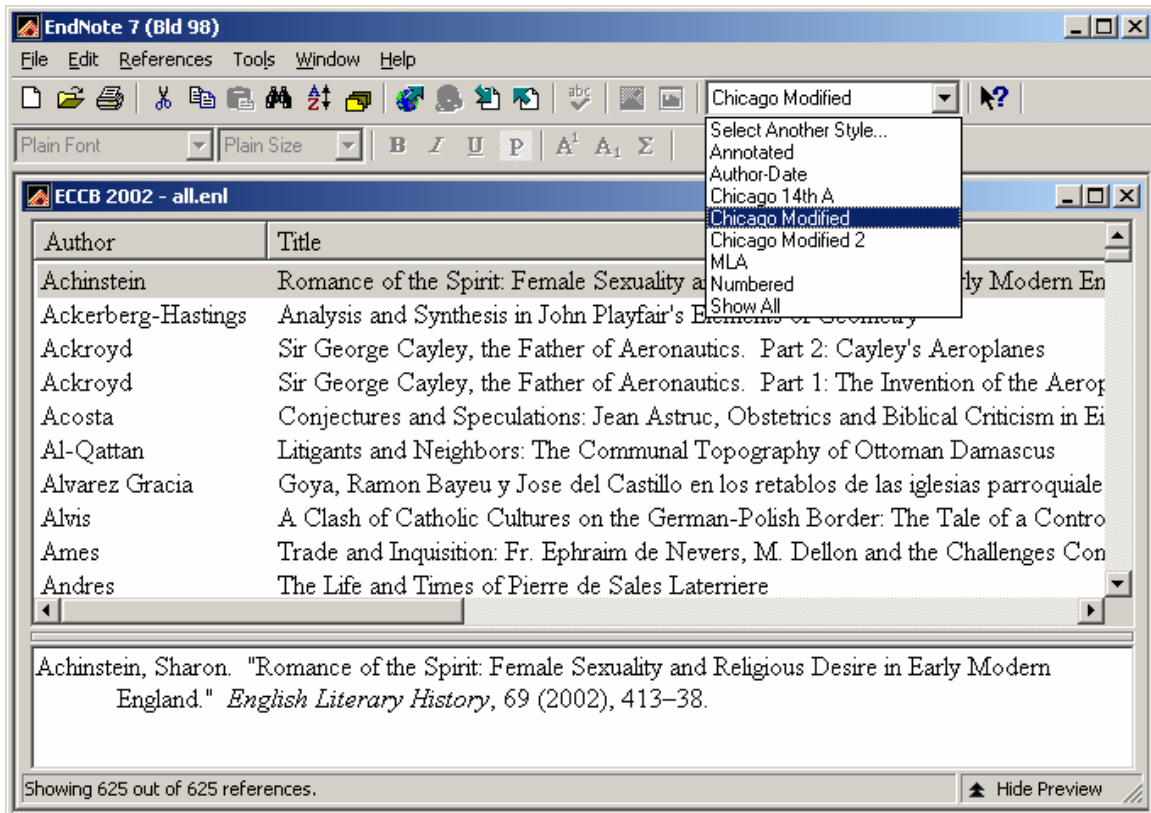 EndNote 7 (Bld 98)
File Edit References Tools Window Help
abc Chicago Modified ?
Plain Font Plain Size B I U P A1 A1 Σ
Select Another Style...
Annotated
Author-Date
Chicago 14th A
Chicago Modified
Chicago Modified 2
MLA
Numbered
Show All
ECCB 2002 - all.enl
Author Title
Achinstein Romance of the Spirit: Female Sexuality a ly Modern En
Ackerberg-Hastings Analysis and Synthesis in John Playfair's Elements of Geometry
Ackroyd Sir George Cayley, the Father of Aeronautics. Part 2: Cayley's Aeroplanes
Ackroyd Sir George Cayley, the Father of Aeronautics. Part 1: The Invention of the Aerop
Acosta Conjectures and Speculations: Jean Astruc, Obstetrics and Biblical Criticism in Ei
Al-Qattan Litigants and Neighbors: The Communal Topography of Ottoman Damascus
Alvarez Gracia Goya, Ramon Bayeu y Jose del Castillo en los retablos de las iglesias parroquiale
Alvis A Clash of Catholic Cultures on the German-Polish Border: The Tale of a Contro
Ames Trade and Inquisition: Fr. Ephraim de Nevers, M. Dellon and the Challenges Con
Andres The Life and Times of Pierre de Sales Laterriere
Achinstein, Sharon. "Romance of the Spirit: Female Sexuality and Religious Desire in Early Modern
England." English Literary History, 69 (2002), 413–38.
Showing 625 out of 625 references. Hide Preview